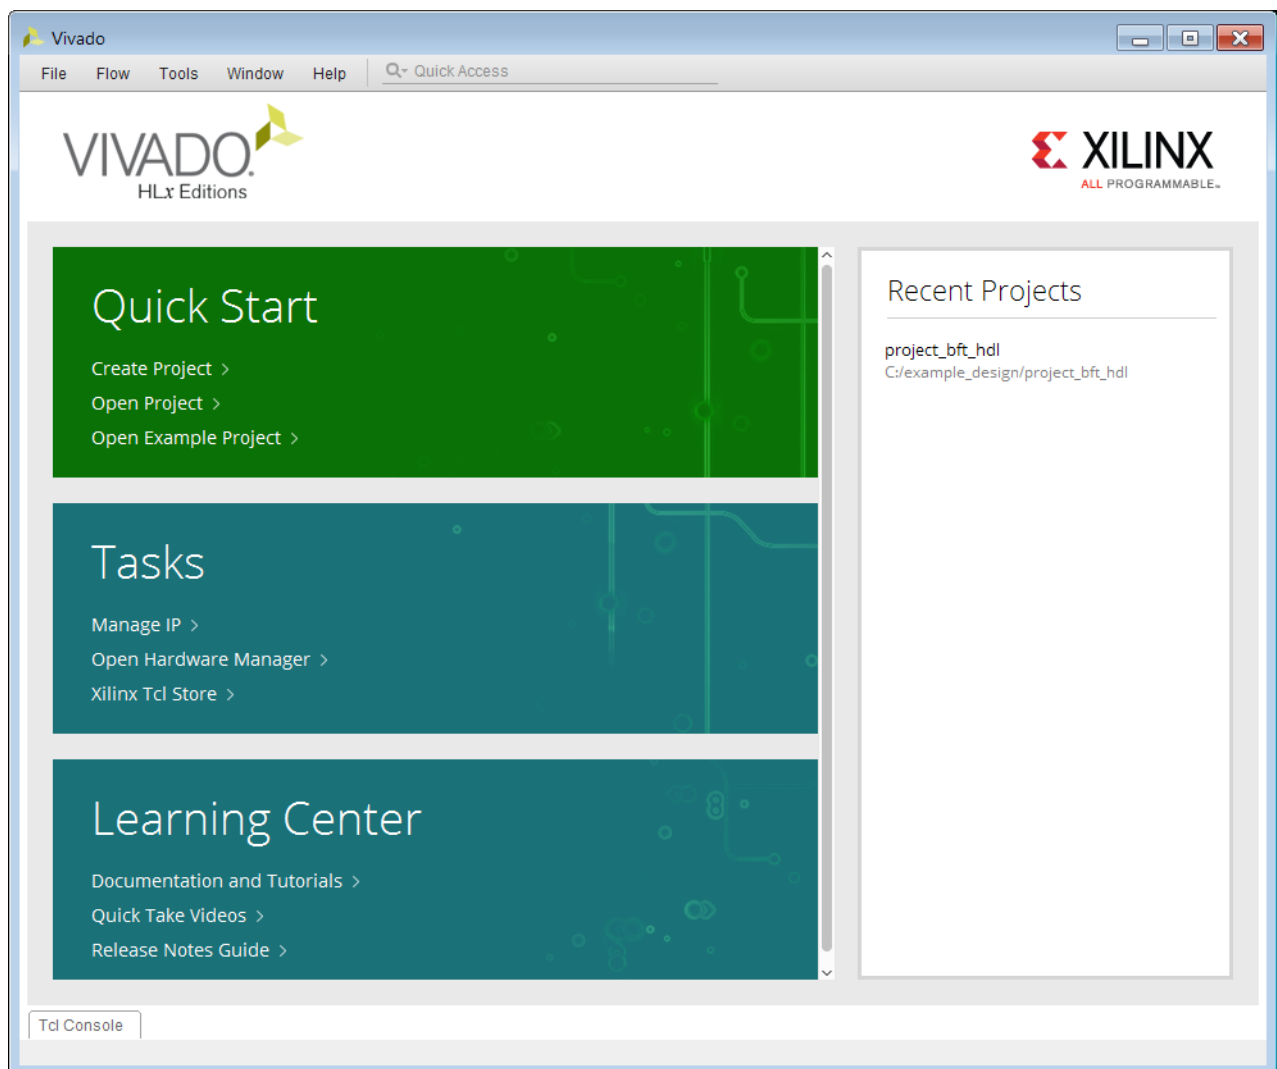 Vivado
File Flow Tools Window Help Quick Access
VIVADO.
HLx Editions
XILINX
ALL PROGRAMMABLE™
Quick Start
Create Project >
Open Project >
Open Example Project >
Tasks
Manage IP >
Open Hardware Manager >
Xilinx Tcl Store >
Learning Center
Documentation and Tutorials >
Quick Take Videos >
Release Notes Guide >
Recent Projects
project_bft_hdl
C:/example_design/project_bft_hdl
Tcl Console